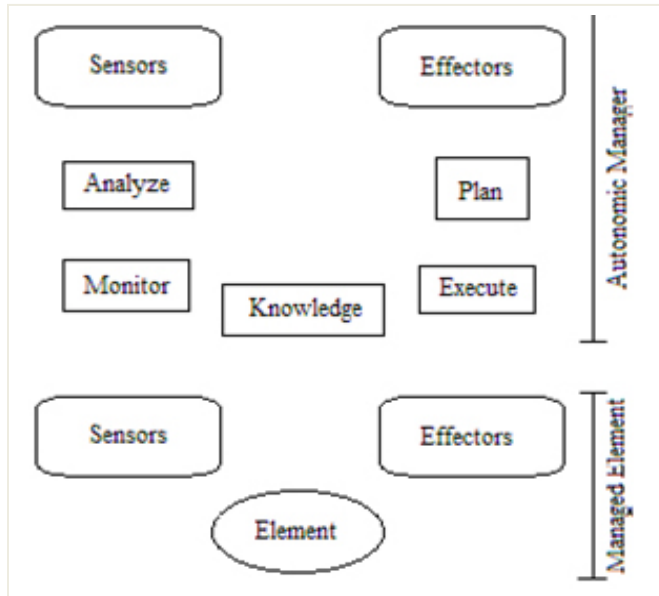 Sensors
Effectors
Analyze
Plan
Monitor
Knowledge
Execute
Autonomic Manager
Sensors
Effectors
Element
Managed Element